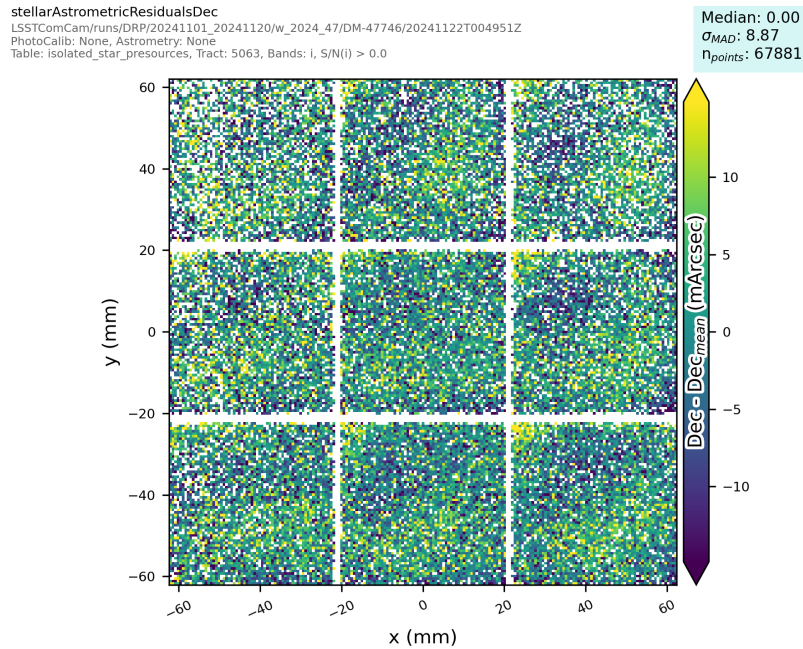 stellarAstrometricResidualsDec
LSSTComCam/runs/DRP/20241101_20241120/w_2024_47/DM-47746/20241122T004951Z
PhotoCalib: None, Astrometry: None
Table: isolated_star_presources, Tract: 5063, Bands: i, S/N(i) > 0.0
Median: 0.00
σMAD: 8.87
npoints: 67881
60
40
20
0
−20
−40
−60
y (mm)
−60 −40 −20 0 20 40 60
x (mm)
10
5
0
−5
−10
Dec - Decmean (mArcsec)